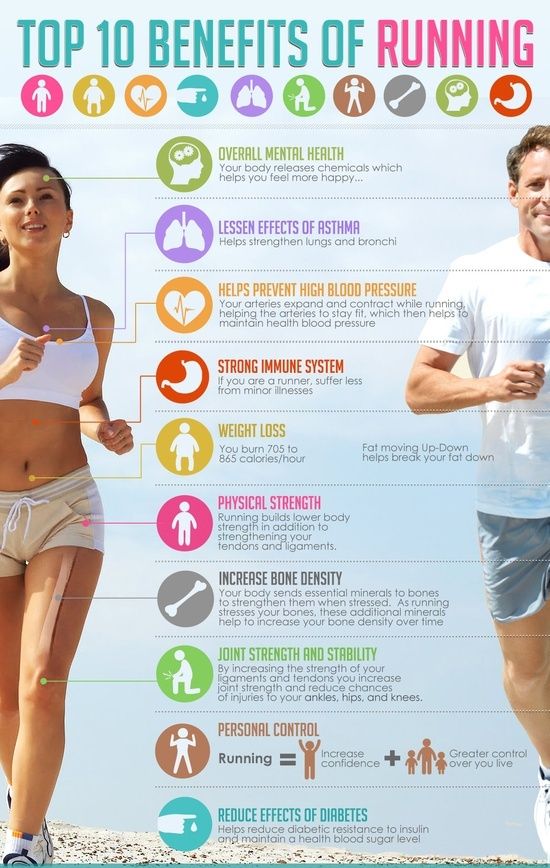 TOP 10 BENEFITS OF RUNNING
OVERALL MENTAL HEALTH
Your body releases chemicals which
helps you feel more happy...
LESSEN EFFECTS OF ASTHMA
Helps strengthen lungs and bronchi
HELPS PREVENT HIGH BLOOD PRESSURE
Your arteries expand and contract while running,
helping the arteries to stay fit, which then helps to
maintain health blood pressure
STRONG IMMUNE SYSTEM
If you are a runner, suffer less
from minor illnesses
WEIGHT LOSS
You burn 705 to
865 calories/hour
Fat moving Up-Down
helps break your fat down
PHYSICAL STRENGTH
Running builds lower body
strength in addition to
strengthening your
tendons and ligaments.
INCREASE BONE DENSITY
Your body sends essential minerals to bones
to strengthen them when stressed. As running
stresses your bones, these additional minerals
help to increase your bone density over time
JOINT STRENGTH AND STABILITY
By increasing the strength of your
ligaments and tendons you increase
joint strength and reduce chances
of injuries to your ankles, hips, and knees.
PERSONAL CONTROL
Running = Increase
confidence + Greater control
over you live
REDUCE EFFECTS OF DIABETES
Helps reduce diabetic resistance to insulin
and maintain a health blood sugar level